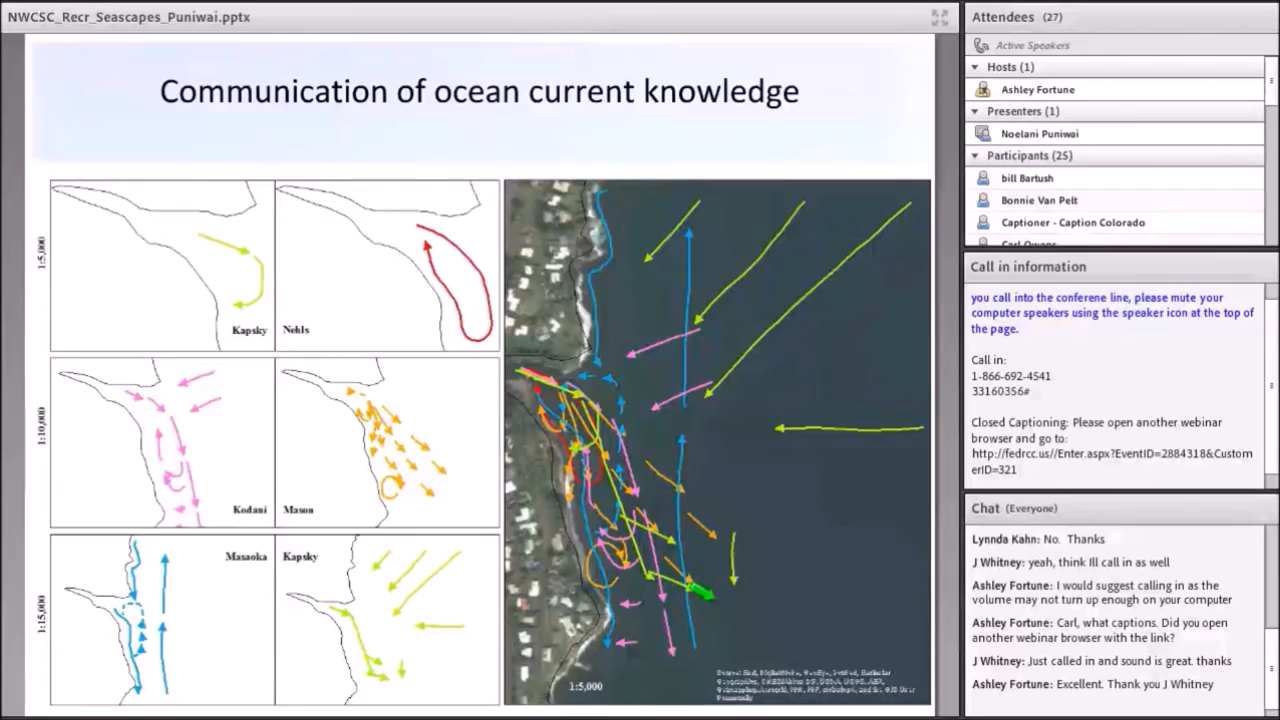 NWCSC_Recr_Seascapes_Puniwai.pptx
Communication of ocean current knowledge
1:5,000
Kapsky
Nehls
1:10,000
Kodani
Mason
1:15,000
Masaoka
Kapsky
1:5,000
Attendees (27)
Active Speakers
Hosts (1)
Ashley Fortune
Presenters (1)
Noelani Puniwai
Participants (25)
bill Bartush
Bonnie Van Pelt
Captioner - Caption Colorado
Call in information
you call into the conferene line, please mute your
computer speakers using the speaker icon at the top of
the page.
Call in:
1-866-692-4541
33160356#
Closed Captioning: Please open another webinar
browser and go to:
http://fedrcc.us//Enter.aspx?EventID=2884318&Custom
erID=321
Chat (Everyone)
Lynnda Kahn: No. Thanks
J Whitney: yeah, think Ill call in as well
Ashley Fortune: I would suggest calling in as the
volume may not turn up enough on your computer
Ashley Fortune: Carl, what captions. Did you open
another webinar browser with the link?
J Whitney: Just called in and sound is great. thanks
Ashley Fortune: Excellent. Thank you J Whitney